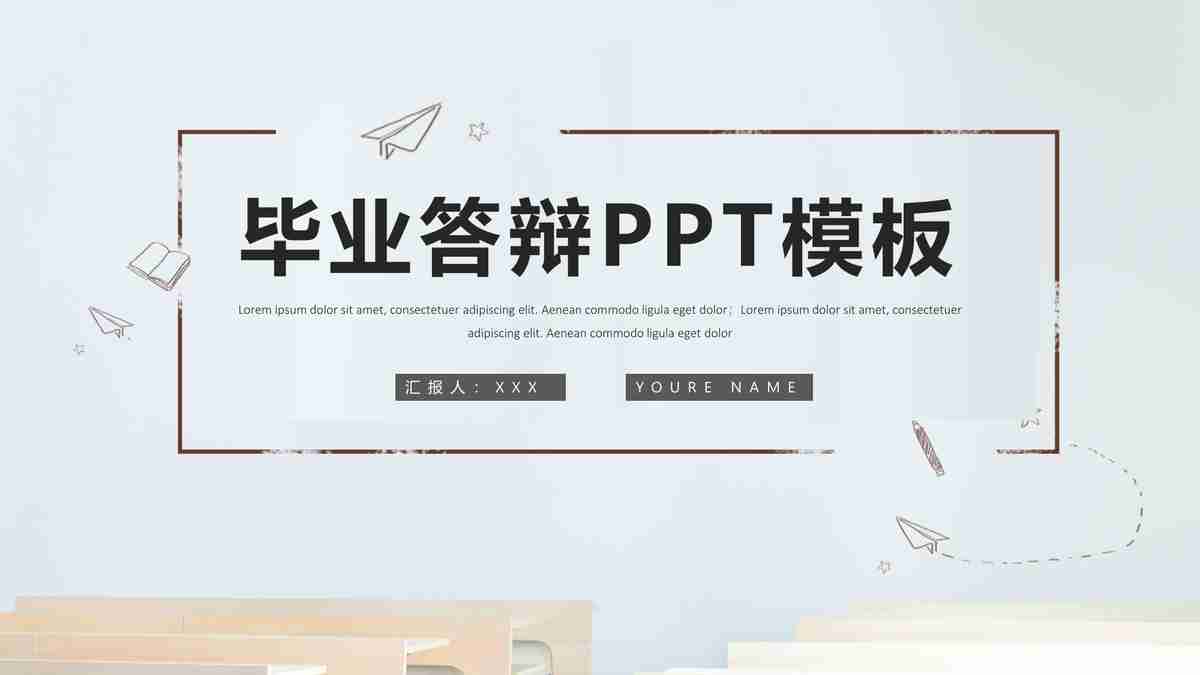 毕业答辩PPT模板
Lorem ipsum dolor sit amet, consectetuer adipiscing elit. Aenean commodo ligula eget dolor；Lorem ipsum dolor sit amet, consectetuer
adipiscing elit. Aenean commodo ligula eget dolor
汇报人：XXX
YOURE NAME